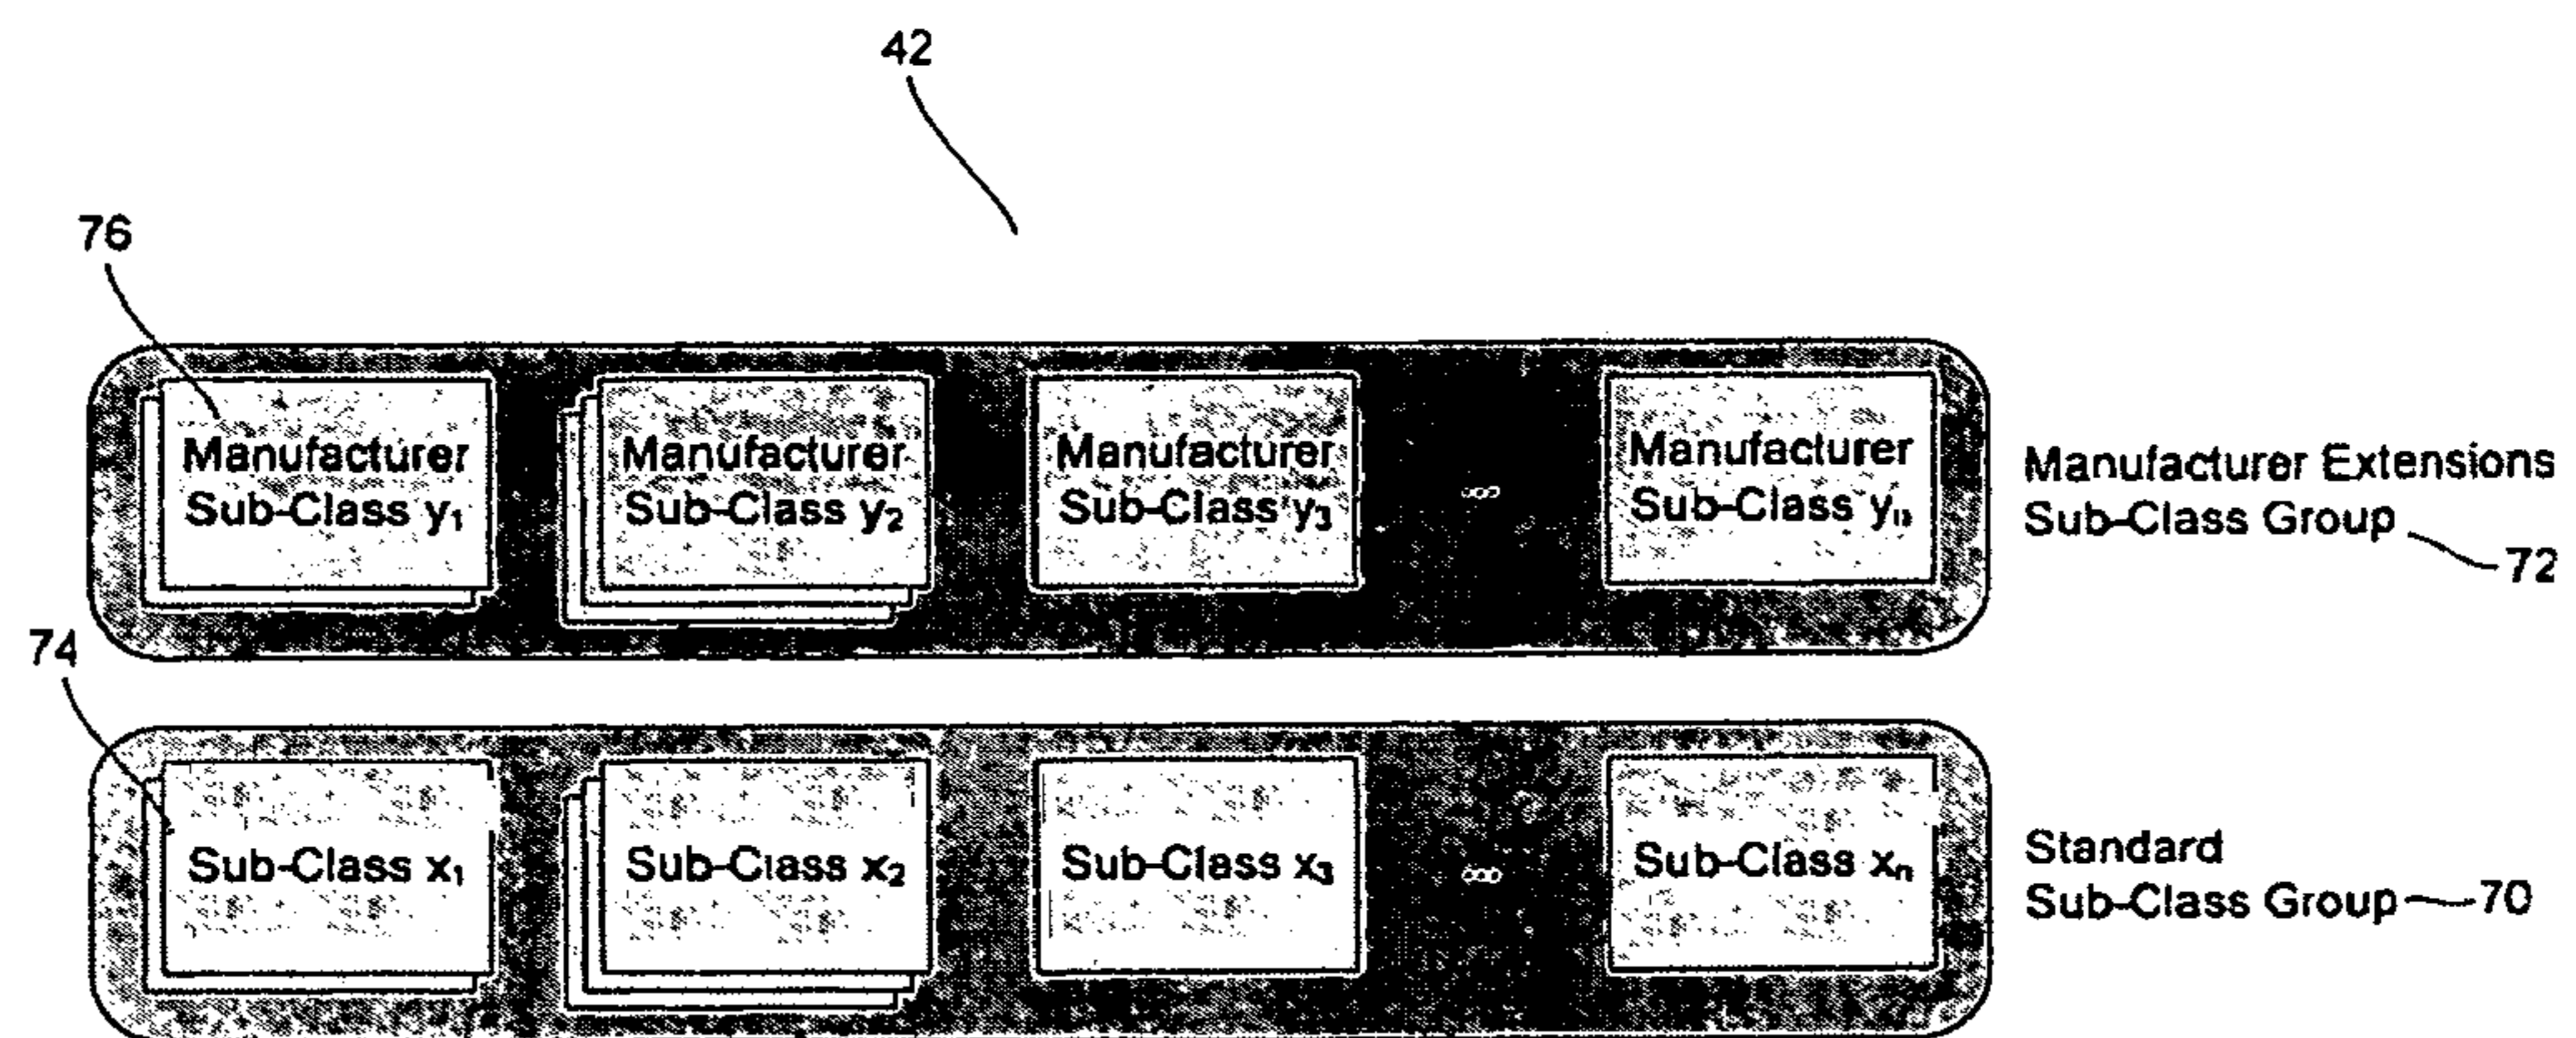 42
76
Manufacturer
Sub-Class y₁
Manufacturer
Sub-Class y₂
Manufacturer
Sub-Class y₃
ooo
Manufacturer
Sub-Class yₙ
Manufacturer Extensions
Sub-Class Group
72
74
Sub-Class x₁
Sub-Class x₂
Sub-Class x₃
ooo
Sub-Class xₙ
Standard
Sub-Class Group
70